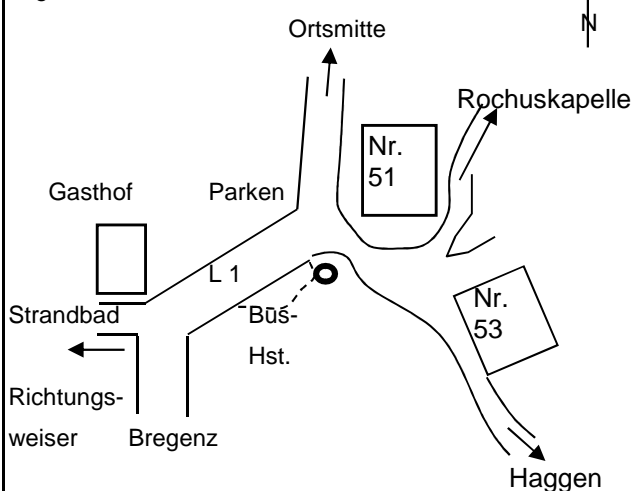 Ortsmitte
N
Rochuskapelle
Nr.
51
Gasthof
Parken
L 1
Strandbad
Bus-
Hst.
Nr.
53
Richtungs-
weiser
Bregenz
Haggen